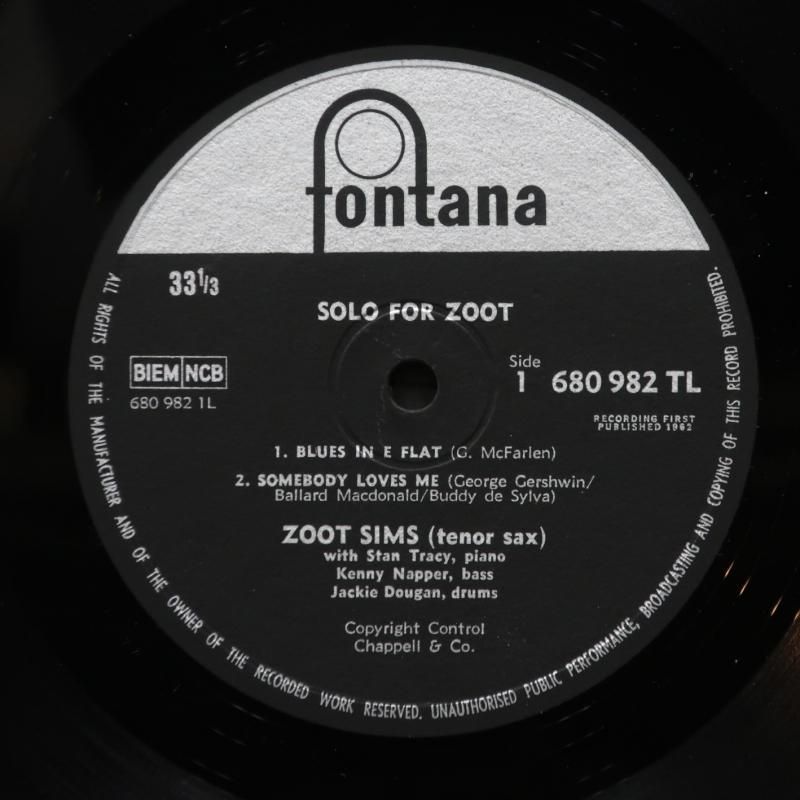 fontana
33 1/3
SOLO FOR ZOOT
BIEM NCB
680 982 1L
Side
1 680 982 TL
RECORDING FIRST
PUBLISHED 1962
1. BLUES IN E FLAT (G. McFarlen)
2. SOMEBODY LOVES ME (George Gershwin/
Ballard Macdonald/Buddy de Sylva)
ZOOT SIMS (tenor sax)
with Stan Tracy, piano
Kenny Napper, bass
Jackie Dougan, drums
Copyright Control
Chappell & Co.
ALL RIGHTS OF THE MANUFACTURER AND OF THE OWNER OF THE RECORDED WORK RESERVED. UNAUTHORISED PUBLIC PERFORMANCE, BROADCASTING AND COPYING OF THIS RECORD PROHIBITED.